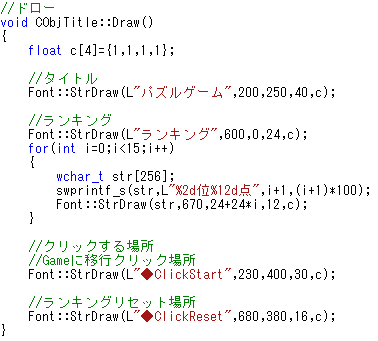 //ドロー
void CObjTitle::Draw()
{
    float c[4]={1,1,1,1};

    //タイトル
    Font::StrDraw(L"パズルゲーム",200,250,40,c);

    //ランキング
    Font::StrDraw(L"ランキング",600,0,24,c);
    for(int i=0;i<15;i++)
    {
        wchar_t str[256];
        swprintf_s(str,L"%2d位%12d点",i+1,(i+1)*100);
        Font::StrDraw(str,670,24+24*i,12,c);
    }

    //クリックする場所
    //Gameに移行クリック場所
    Font::StrDraw(L"◆ClickStart",230,400,30,c);

    //ランキングリセット場所
    Font::StrDraw(L"◆ClickReset",680,380,16,c);
}